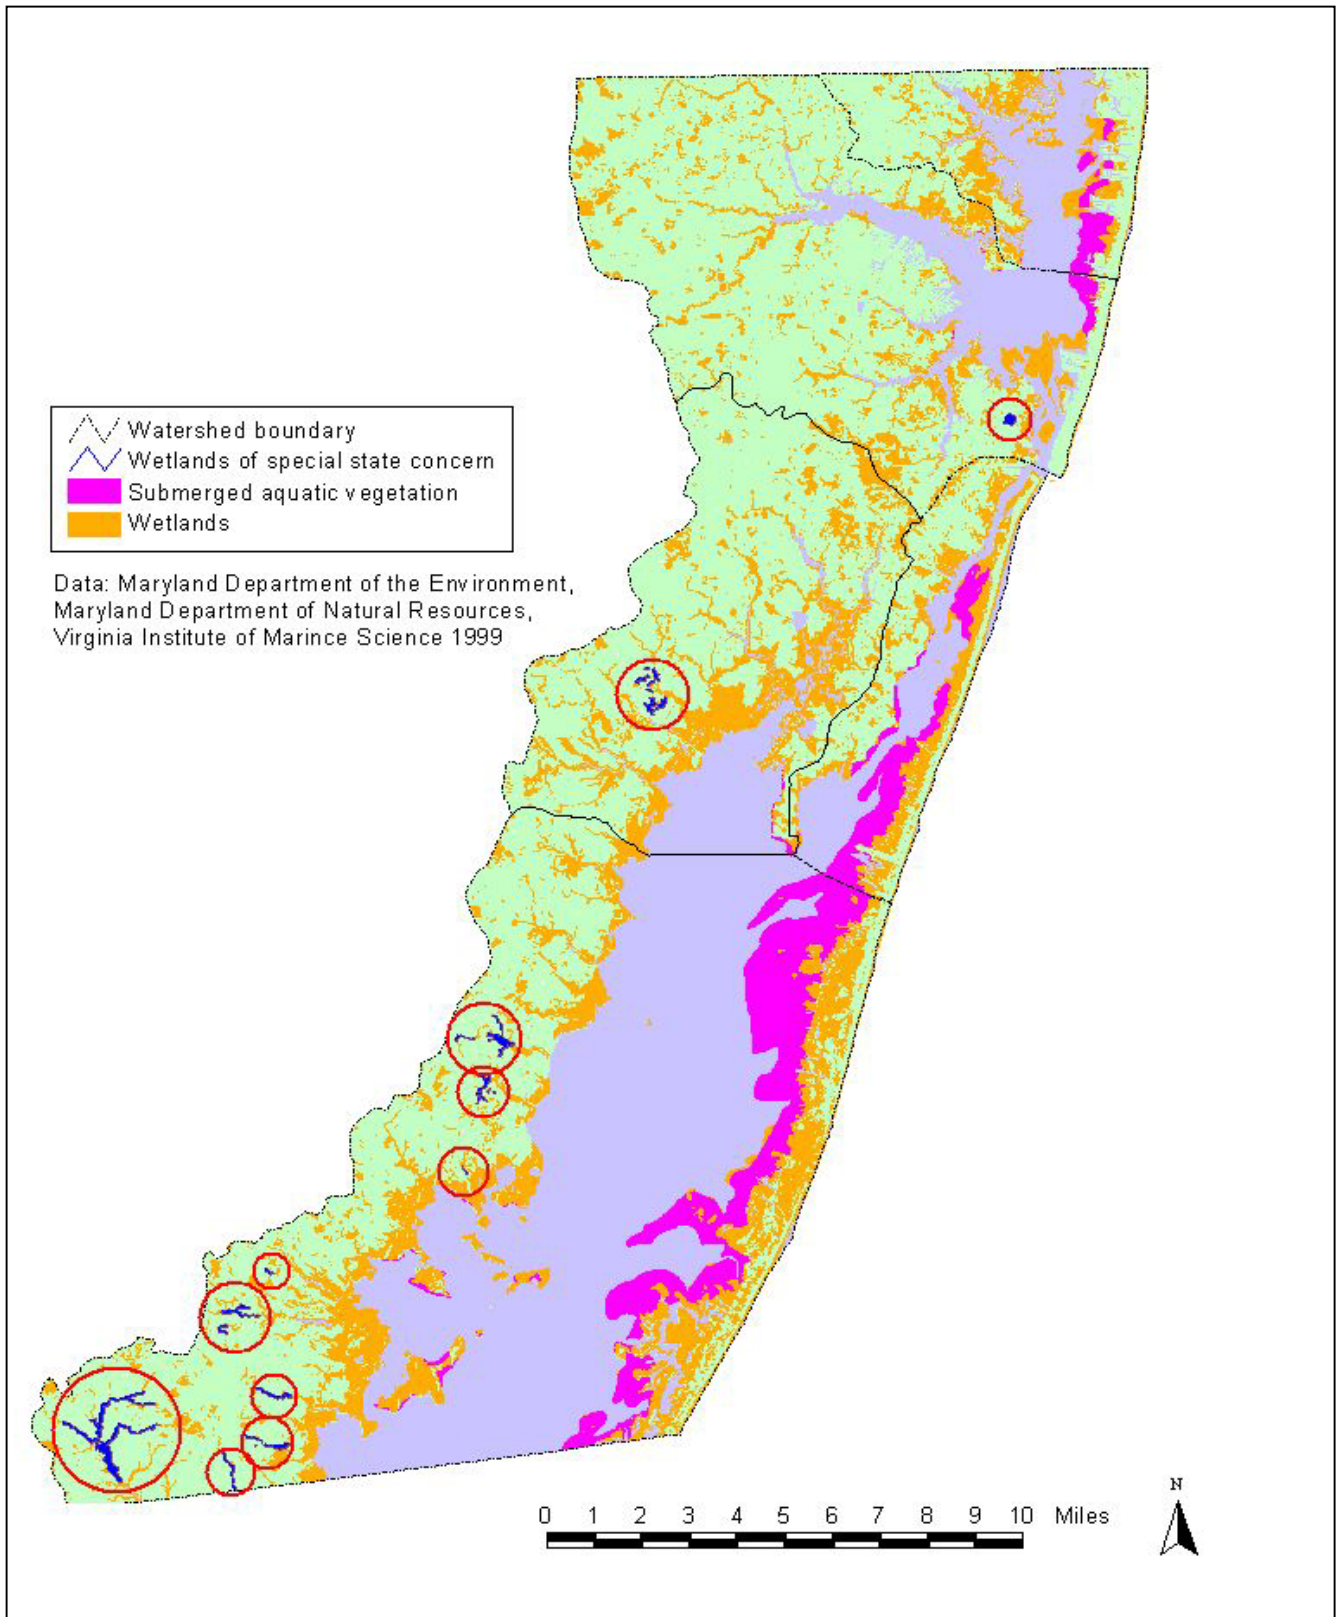 Watershed boundary
Wetlands of special state concern
Submerged aquatic vegetation
Wetlands
Data: Maryland Department of the Environment,
Maryland Department of Natural Resources,
Virginia Institute of Marince Science 1999
N
0 1 2 3 4 5 6 7 8 9 10 Miles